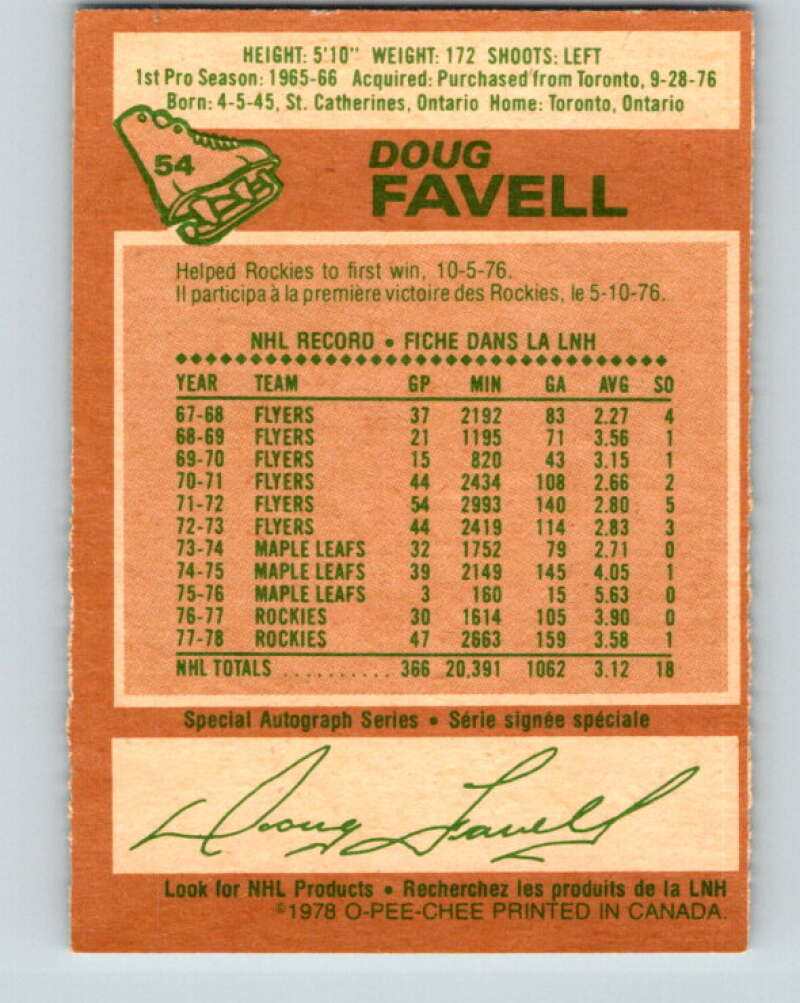 HEIGHT: 5'10" WEIGHT: 172 SHOOTS: LEFT
1st Pro Season: 1965-66 Acquired: Purchased from Toronto, 9-28-76
Born: 4-5-45, St. Catherines, Ontario Home: Toronto, Ontario
54
DOUG
FAVELL
Helped Rockies to first win, 10-5-76.
Il participa à la première victoire des Rockies, le 5-10-76.
NHL RECORD • FICHE DANS LA LNH
YEAR TEAM GP MIN GA AVG SO
67-68 FLYERS 37 2192 83 2.27 4
68-69 FLYERS 21 1195 71 3.56 1
69-70 FLYERS 15 820 43 3.15 1
70-71 FLYERS 44 2434 108 2.66 2
71-72 FLYERS 54 2993 140 2.80 5
72-73 FLYERS 44 2419 114 2.83 3
73-74 MAPLE LEAFS 32 1752 79 2.71 0
74-75 MAPLE LEAFS 39 2149 145 4.05 1
75-76 MAPLE LEAFS 3 160 15 5.63 0
76-77 ROCKIES 30 1614 105 3.90 0
77-78 ROCKIES 47 2663 159 3.58 1
NHL TOTALS .......... 366 20,391 1062 3.12 18
Special Autograph Series • Série signée spéciale
Doug Favell
Look for NHL Products • Recherchez les produits de la LNH
©1978 O-PEE-CHEE PRINTED IN CANADA.